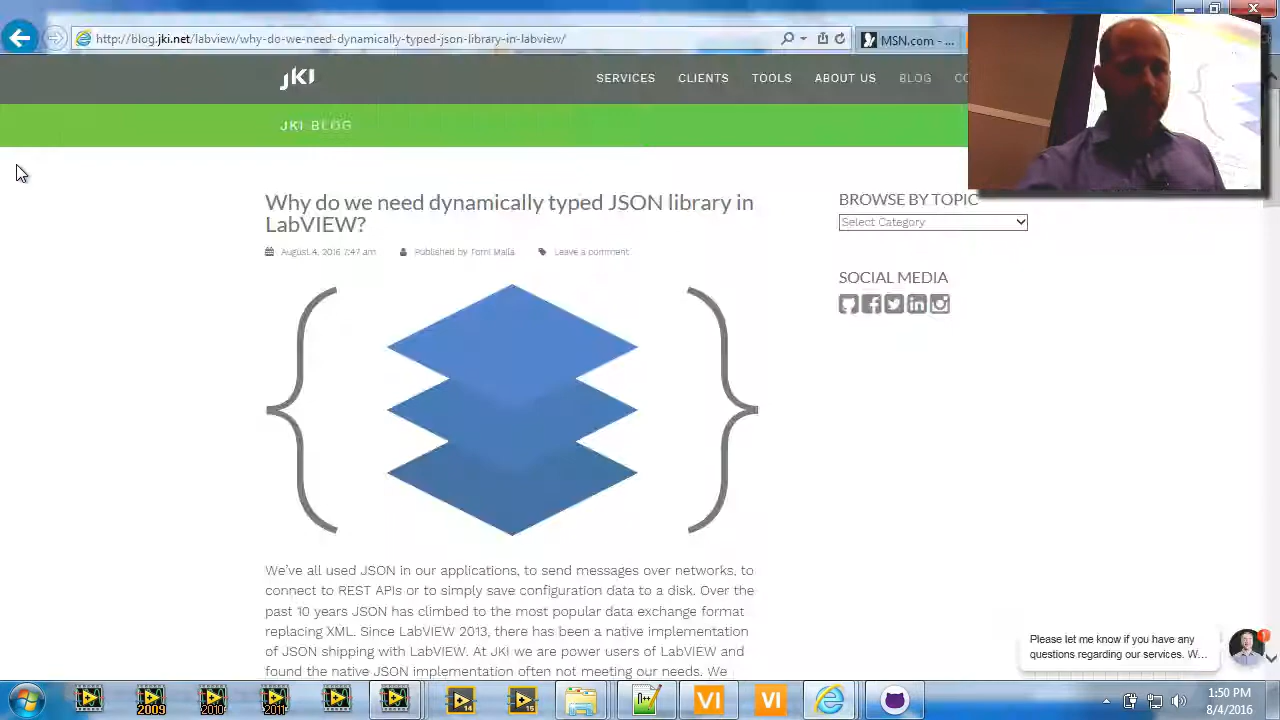 http://blog.jki.net/labview/why-do-we-need-dynamically-typed-json-library-in-labview/
MSN.com - ...
JKI
SERVICES
CLIENTS
TOOLS
ABOUT US
BLOG
JKI BLOG
Why do we need dynamically typed JSON library in
LabVIEW?
August 4, 2016 7:47 am
Published by Tomi Maila
Leave a comment
BROWSE BY TOPIC
Select Category
SOCIAL MEDIA
We've all used JSON in our applications, to send messages over networks, to
connect to REST APIs or to simply save configuration data to a disk. Over the
past 10 years JSON has climbed to the most popular data exchange format
replacing XML. Since LabVIEW 2013, there has been a native implementation
of JSON shipping with LabVIEW. At JKI we are power users of LabVIEW and
found the native JSON implementation often not meeting our needs. We
Please let me know if you have any
questions regarding our services. W...
2009
2010
2011
14
VI
VI
1:50 PM
8/4/2016